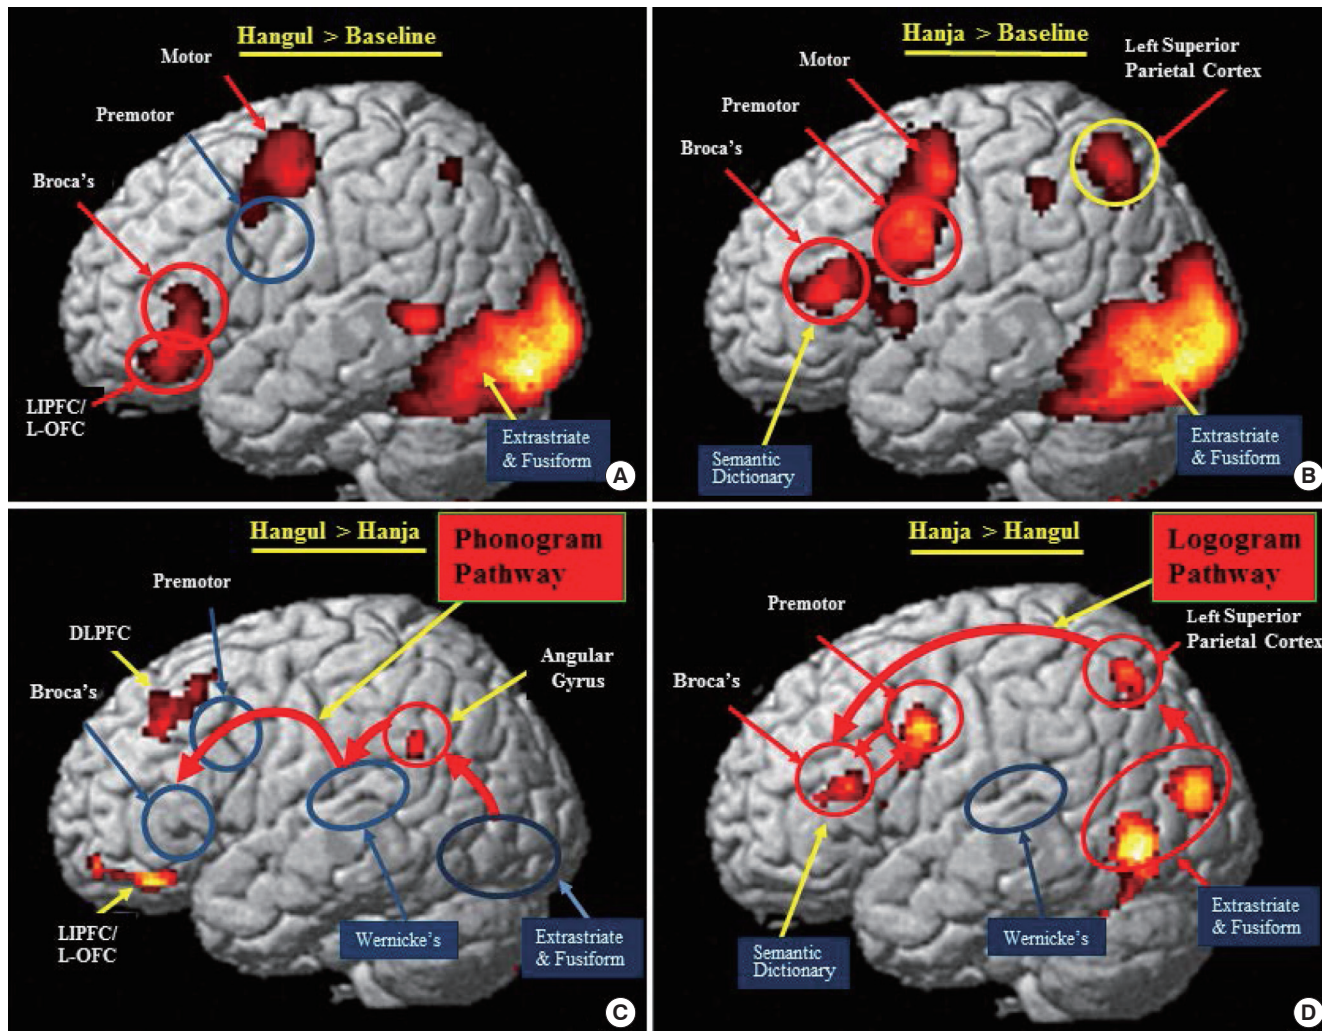 Hangul > Baseline
Motor
Premotor
Broca's
LIPFC/
L-OFC
Extrastriate
& Fusiform
A
Hanja > Baseline
Left Superior
Parietal Cortex
Motor
Premotor
Broca's
Semantic
Dictionary
Extrastriate
& Fusiform
B
Hangul > Hanja
Phonogram
Pathway
Premotor
DLPFC
Broca's
Angular
Gyrus
LIPFC/
L-OFC
Wernicke's
Extrastriate
& Fusiform
C
Hanja > Hangul
Logogram
Pathway
Premotor
Left Superior
Parietal Cortex
Broca's
Semantic
Dictionary
Wernicke's
Extrastriate
& Fusiform
D